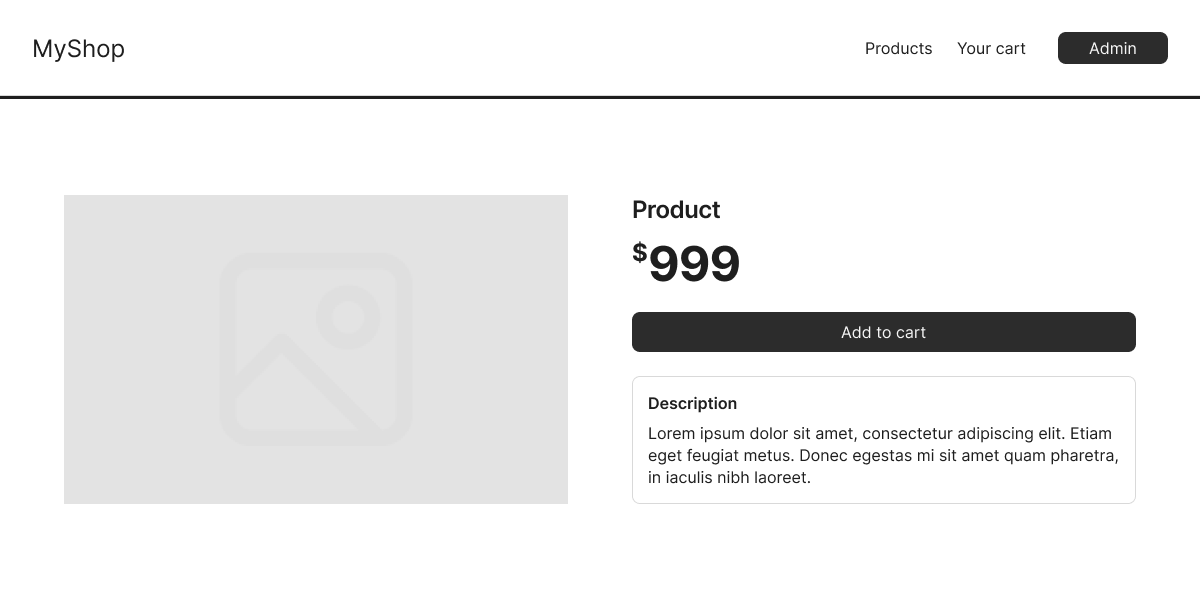 MyShop
Products
Your cart
Admin
Product
$999
Add to cart
Description
Lorem ipsum dolor sit amet, consectetur adipiscing elit. Etiam
eget feugiat metus. Donec egestas mi sit amet quam pharetra,
in iaculis nibh laoreet.